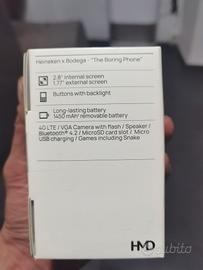 Heineken x Bodega - "The Boring Phone"
2.8" internal screen
1.77" external screen
Buttons with backlight
Long-lasting battery
1450 mAh removable battery
4G LTE / VGA Camera with flash / Speaker /
Bluetooth® 4.2 / MicroSD card slot / Micro
USB charging / Games including Snake
HMD
subito